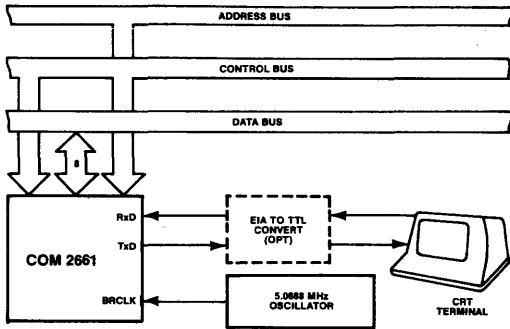 ADDRESS BUS
CONTROL BUS
DATA BUS
8
RxD
TxD
COM 2661
BRCLK
EIA TO TTL
CONVERT
(OPT)
5.0688 MHz
OSCILLATOR
CRT
TERMINAL